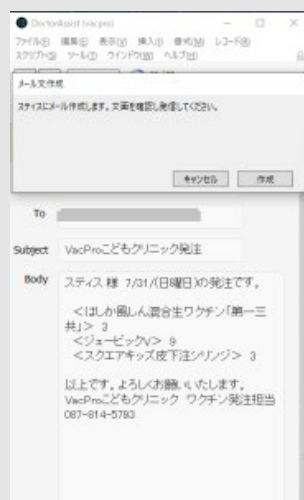 DoctorAssist (vacpro)
ファイル(F) 編集(E) 表示(V) 挿入(I) 書式(M) レコード(R)
スクリプト(S) ツール(T) ウインドウ(W) ヘルプ(H)
メール文作成
スティスにメール作成します。文面を確認し発信してください。
キャンセル 作成
To
Subject VacProこどもクリニック発注
Body スティス 様 7/31/(日曜日)の発注です。
<はしか風しん混合生ワクチン「第一三
共」> 3
<ジェービックV> 9
<スクエアキッズ皮下注シリンジ> 3
以上です。よろしくお願いいたします。
VacProこどもクリニック ワクチン発注担当
087-814-5793